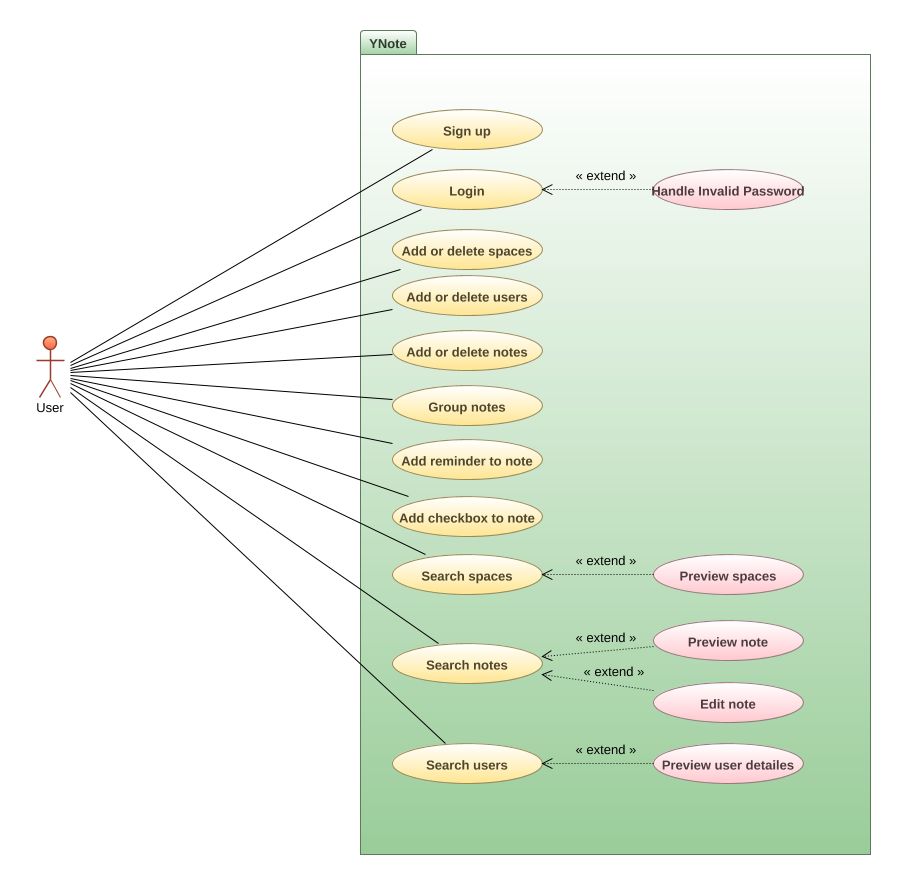 YNote
Sign up
Login
« extend »
Handle Invalid Password
Add or delete spaces
Add or delete users
Add or delete notes
User
Group notes
Add reminder to note
Add checkbox to note
Search spaces
« extend »
Preview spaces
Search notes
« extend »
Preview note
« extend »
Edit note
Search users
« extend »
Preview user detailes